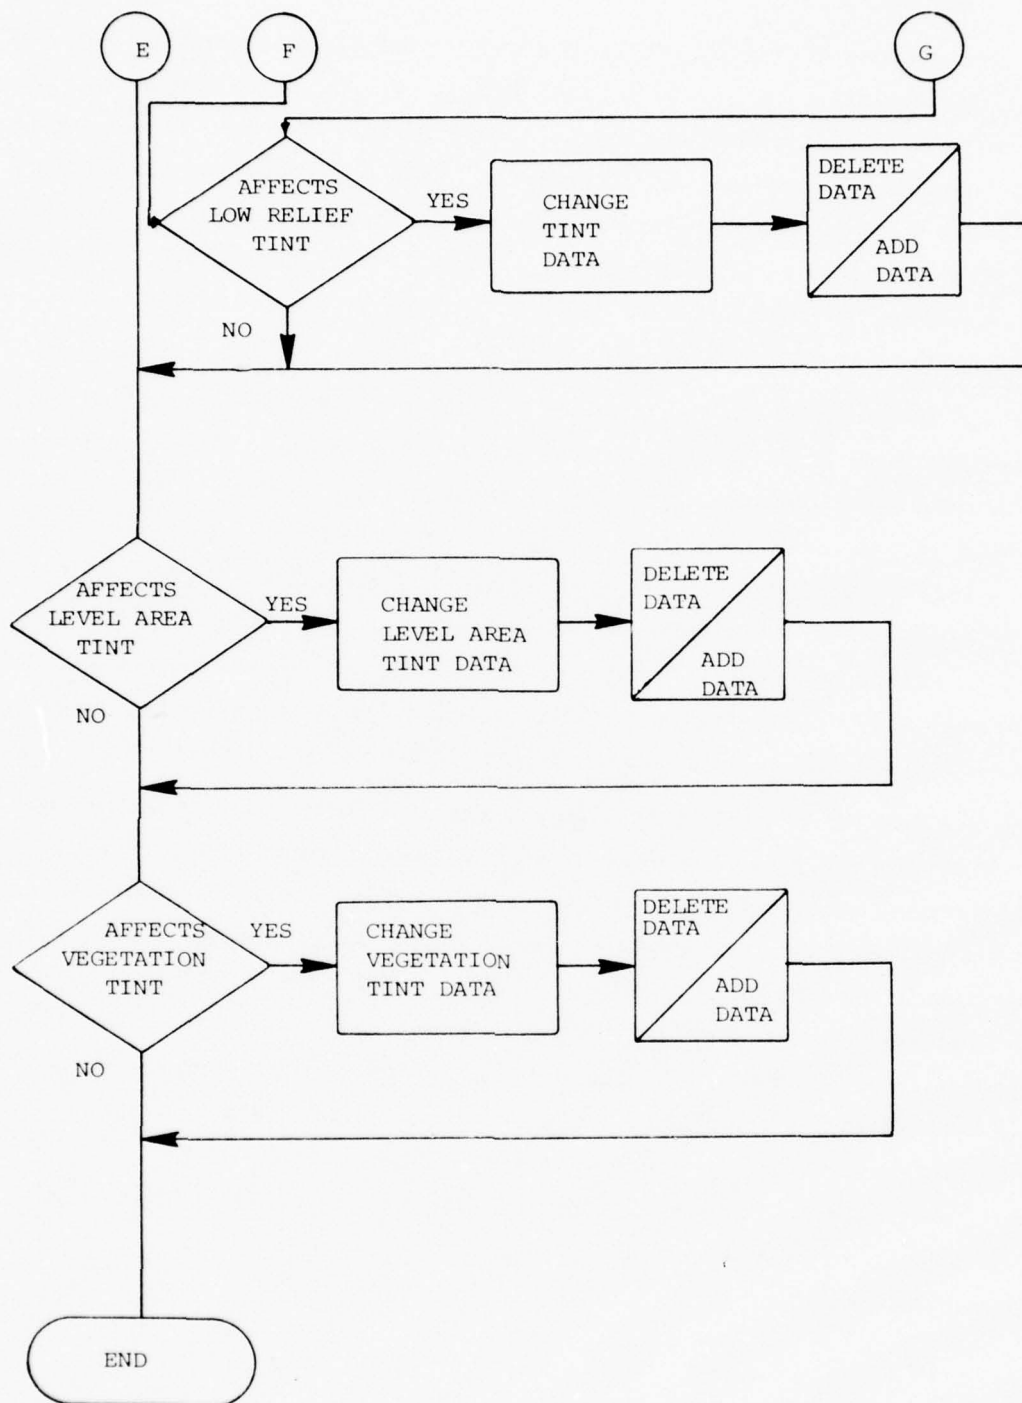 E
F
G
AFFECTS
LOW RELIEF
TINT
YES
CHANGE
TINT
DATA
DELETE
DATA
ADD
DATA
NO
AFFECTS
LEVEL AREA
TINT
YES
CHANGE
LEVEL AREA
TINT DATA
DELETE
DATA
ADD
DATA
NO
AFFECTS
VEGETATION
TINT
YES
CHANGE
VEGETATION
TINT DATA
DELETE
DATA
ADD
DATA
NO
END